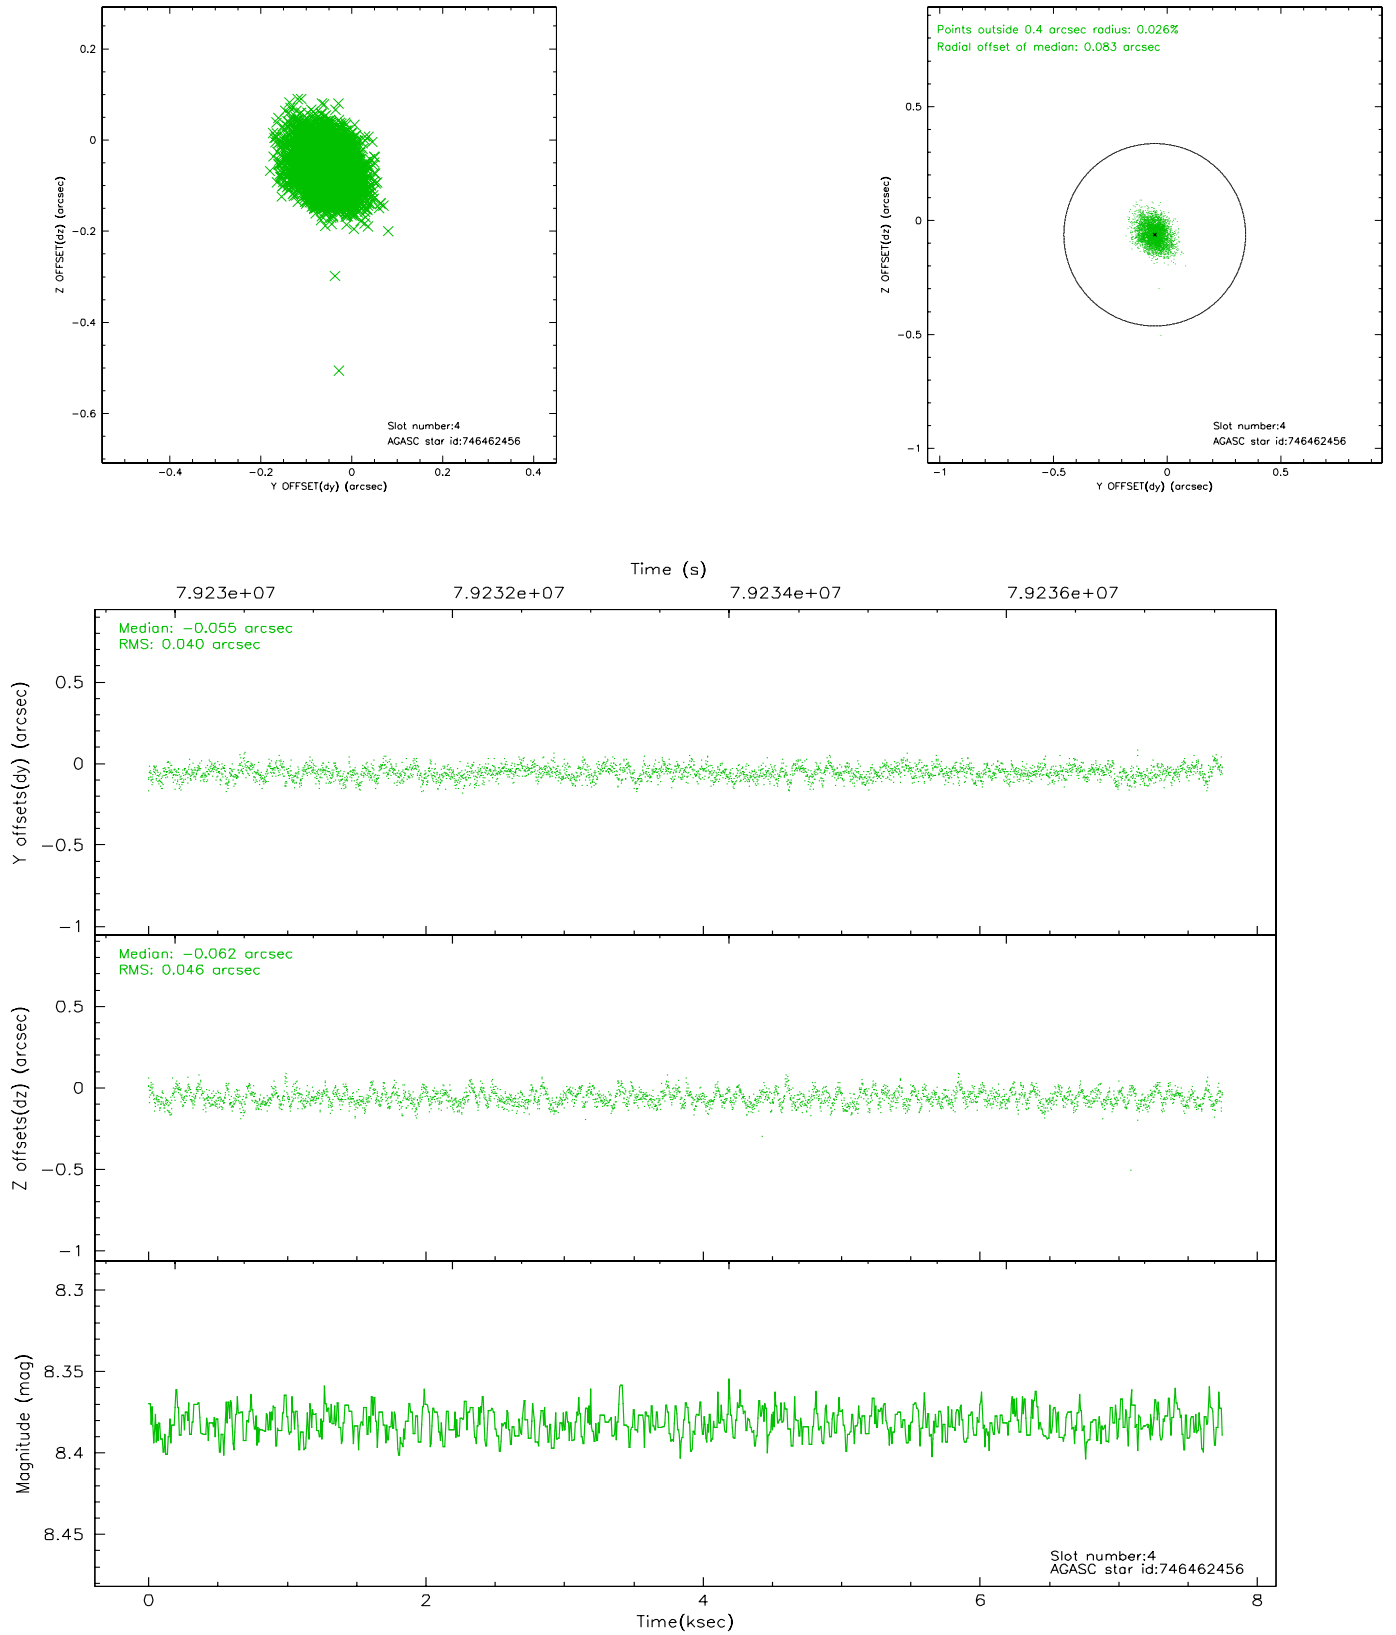 0.2
0
−0.2
−0.4
−0.6
−0.4
−0.2
0
0.2
0.4
Z OFFSET(dz) (arcsec)
Y OFFSET(dy) (arcsec)
Slot number:4
AGASC star id:746462456
Points outside 0.4 arcsec radius: 0.026%
Radial offset of median: 0.083 arcsec
0.5
0
−0.5
−1
−1
−0.5
0
0.5
Z OFFSET(dz) (arcsec)
Y OFFSET(dy) (arcsec)
Slot number:4
AGASC star id:746462456
Time (s)
7.923e+07
7.9232e+07
7.9234e+07
7.9236e+07
Median: −0.055 arcsec
RMS: 0.040 arcsec
0.5
0
−0.5
−1
Y offsets(dy) (arcsec)
Median: −0.062 arcsec
RMS: 0.046 arcsec
0.5
0
−0.5
−1
Z offsets(dz) (arcsec)
8.3
8.35
8.4
8.45
Magnitude (mag)
Slot number:4
AGASC star id:746462456
0
2
4
6
8
Time(ksec)